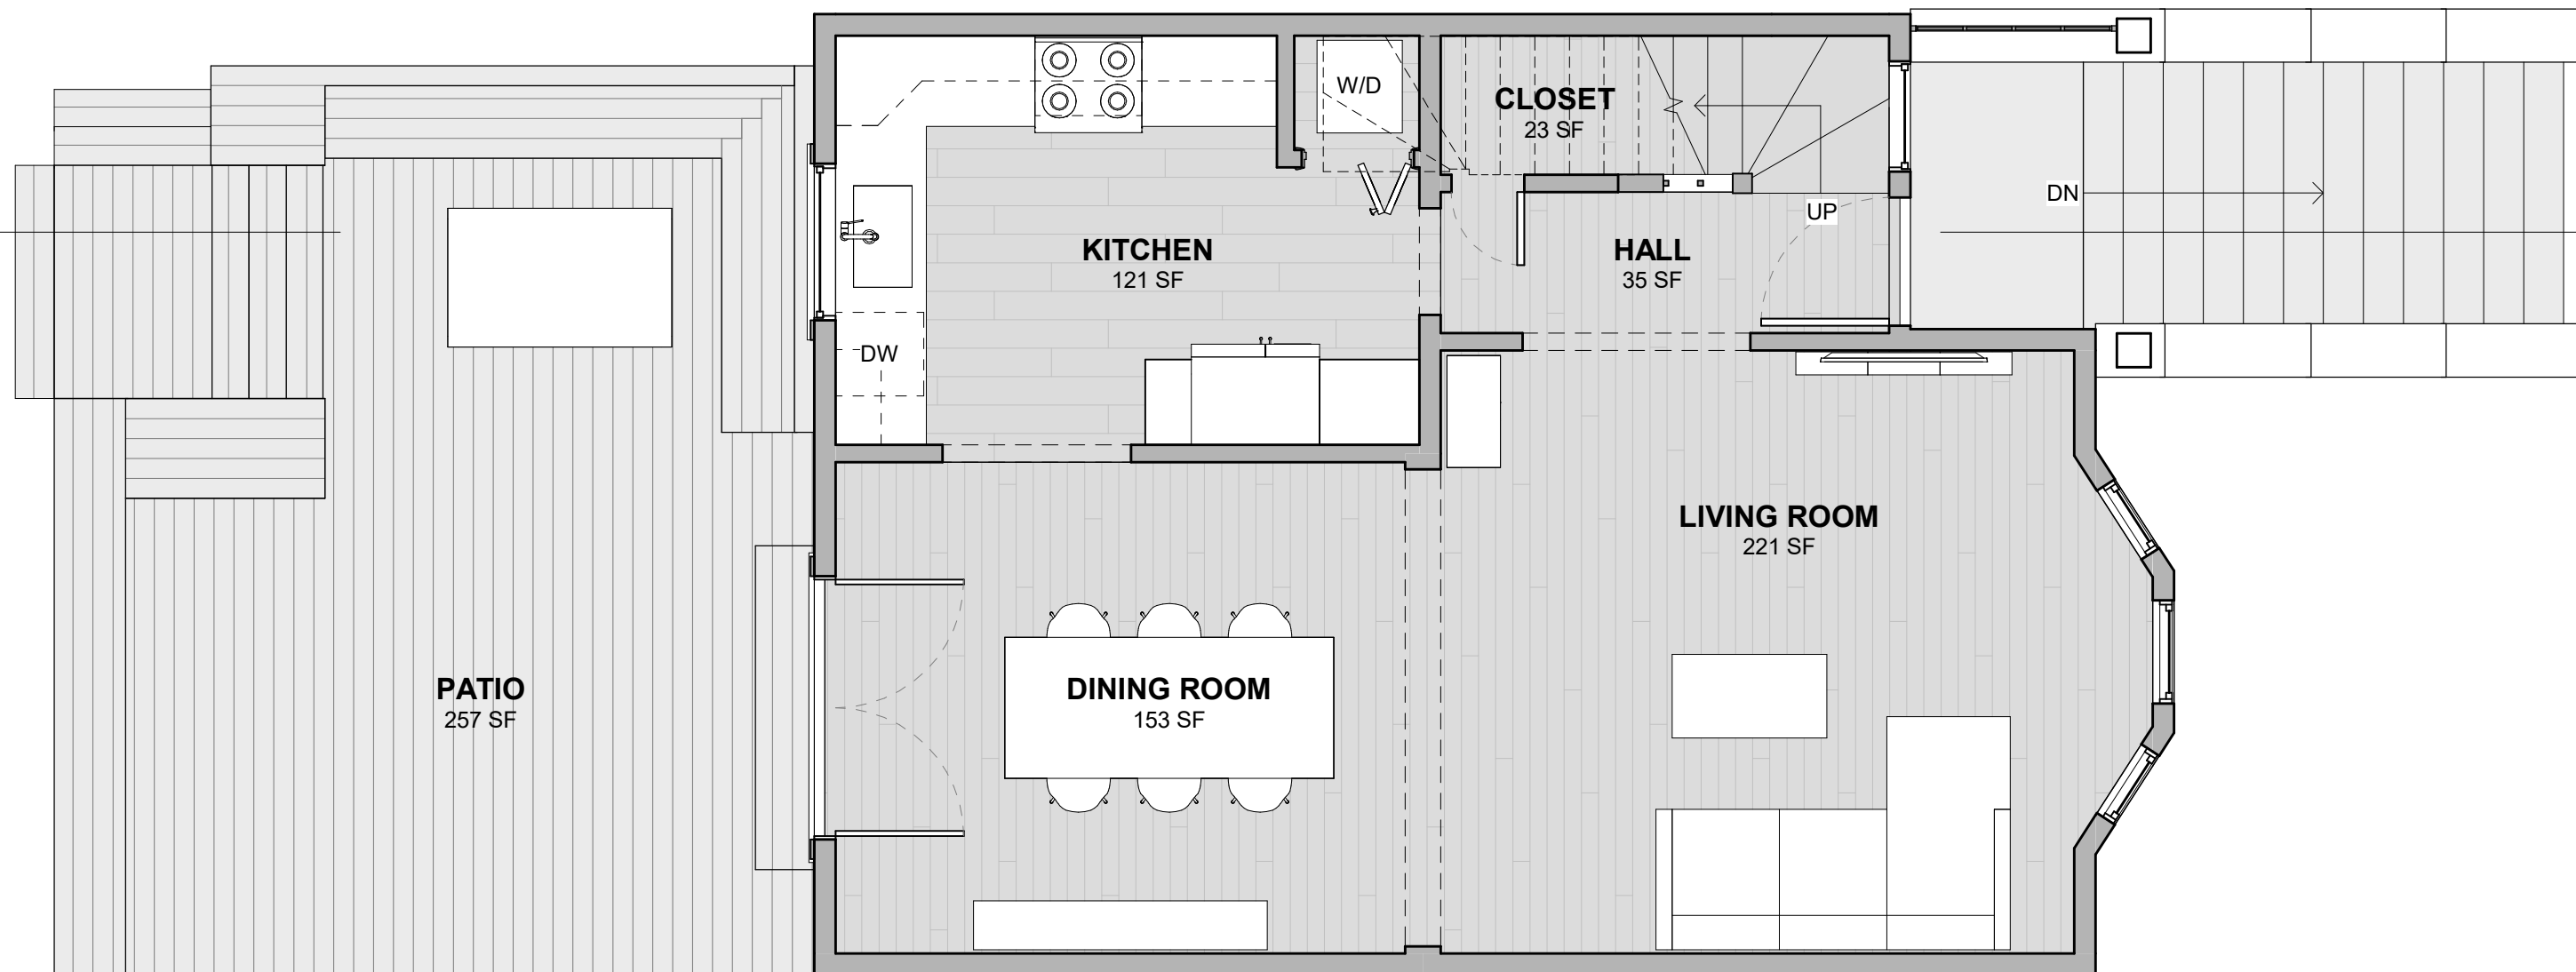 W/D
CLOSET
23 SF
DN
UP
KITCHEN
121 SF
HALL
35 SF
DW
LIVING ROOM
221 SF
PATIO
257 SF
DINING ROOM
153 SF